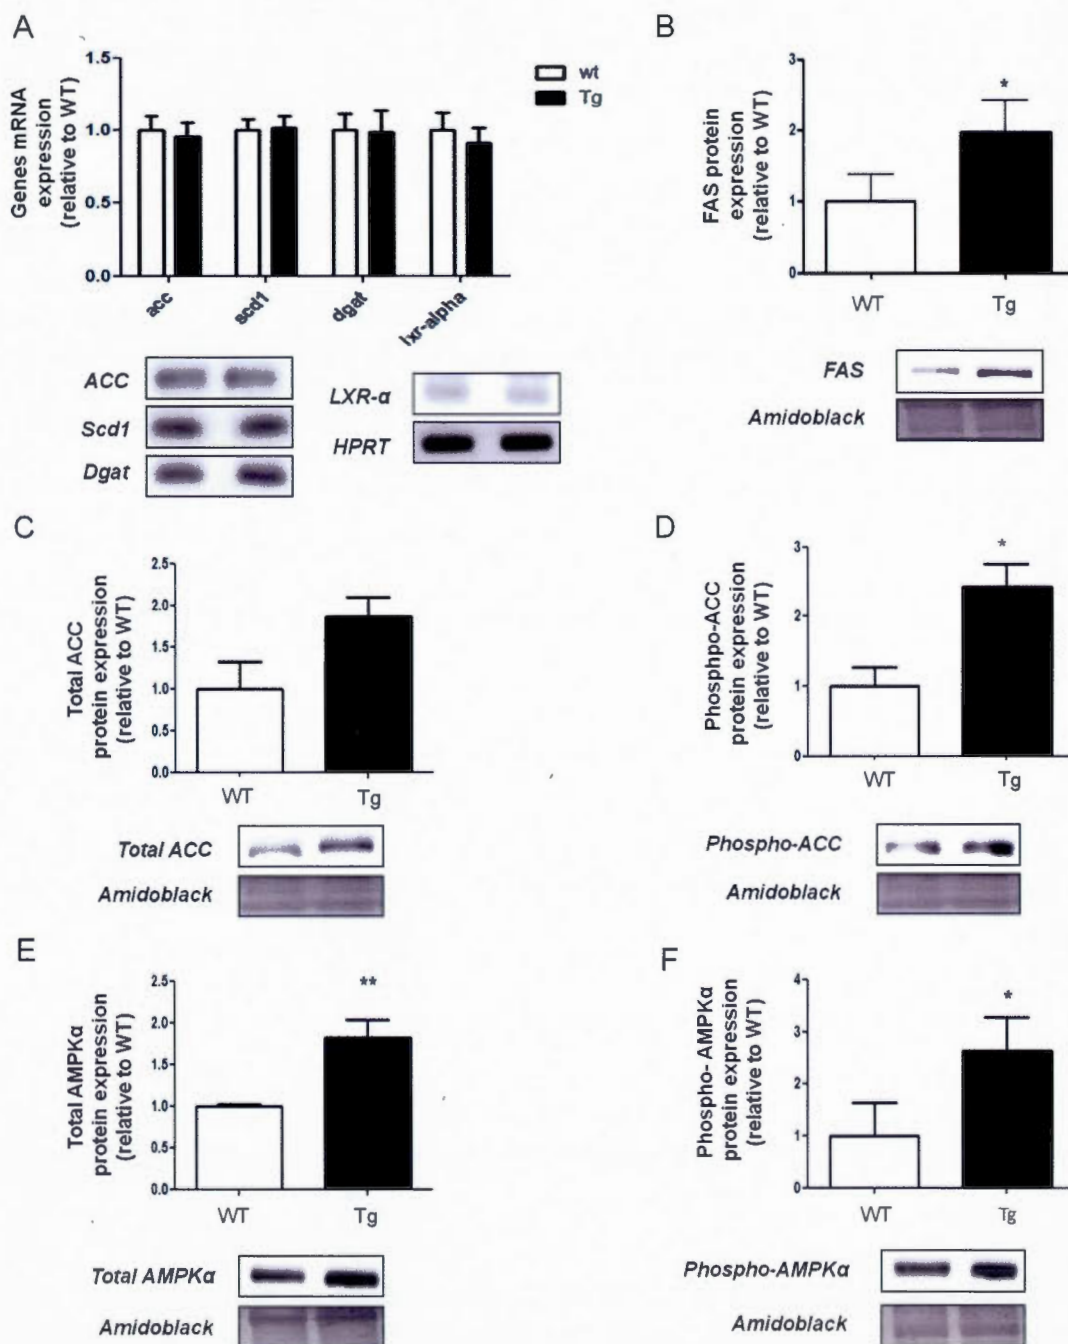 A
Genes mRNA
expression
(relative to WT)
1.5
1.0
0.5
0.0
acc
scd1
dgat
lxr-alpha
wt
Tg
ACC
Scd1
Dgat
LXR-α
HPRT
B
FAS protein
expression
(relative to WT)
3
2
1
0
*
WT
Tg
FAS
Amidoblack
C
Total ACC
protein expression
(relative to WT)
2.5
2.0
1.5
1.0
0.5
0.0
WT
Tg
Total ACC
Amidoblack
D
Phosphpo-ACC
protein expression
(relative to WT)
3
2
1
0
*
WT
Tg
Phospho-ACC
Amidoblack
E
Total AMPKα
protein expression
(relative to WT)
2.5
2.0
1.5
1.0
0.5
0.0
**
WT
Tg
Total AMPKα
Amidoblack
F
Phospho- AMPKα
protein expression
(relative to WT)
4
3
2
1
0
*
WT
Tg
Phospho-AMPKα
Amidoblack